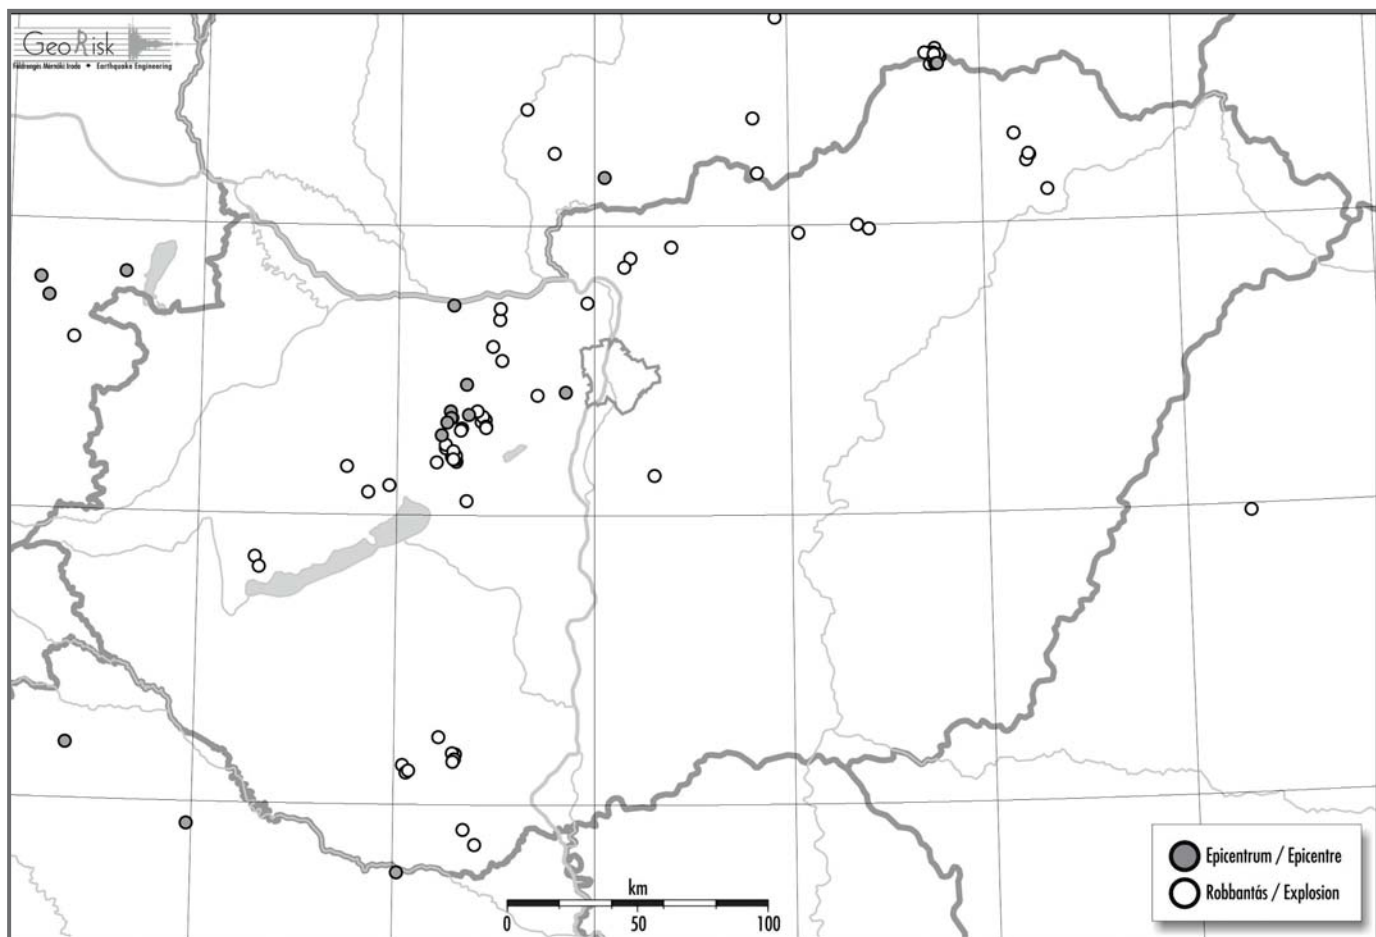 GeoRisk
Földrengés Mérnöki Iroda • Earthquake Engineering
Epicentrum / Epicentre
Robbantás / Explosion
km
0 50 100